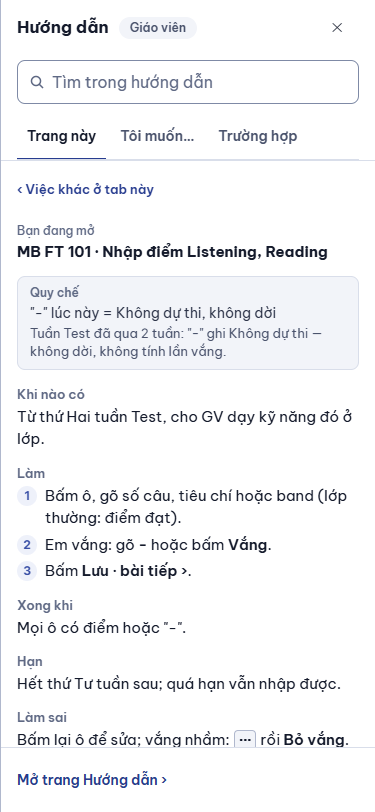 Hướng dẫn Giáo viên
Tìm trong hướng dẫn
Trang này Tôi muốn... Trường hợp
‹ Việc khác ở tab này
Bạn đang mở
MB FT 101 · Nhập điểm Listening, Reading
Quy chế
"-" lúc này = Không dự thi, không dời
Tuần Test đã qua 2 tuần: "-" ghi Không dự thi —
không dời, không tính lần vắng.
Khi nào có
Từ thứ Hai tuần Test, cho GV dạy kỹ năng đó ở
lớp.
Làm
1 Bấm ô, gõ số câu, tiêu chí hoặc band (lớp
thường: điểm đạt).
2 Em vắng: gõ - hoặc bấm Vắng.
3 Bấm Lưu · bài tiếp ›.
Xong khi
Mọi ô có điểm hoặc "-".
Hạn
Hết thứ Tư tuần sau; quá hạn vẫn nhập được.
Làm sai
Bấm lại ô để sửa; vắng nhầm: ··· rồi Bỏ vắng.
Mở trang Hướng dẫn ›